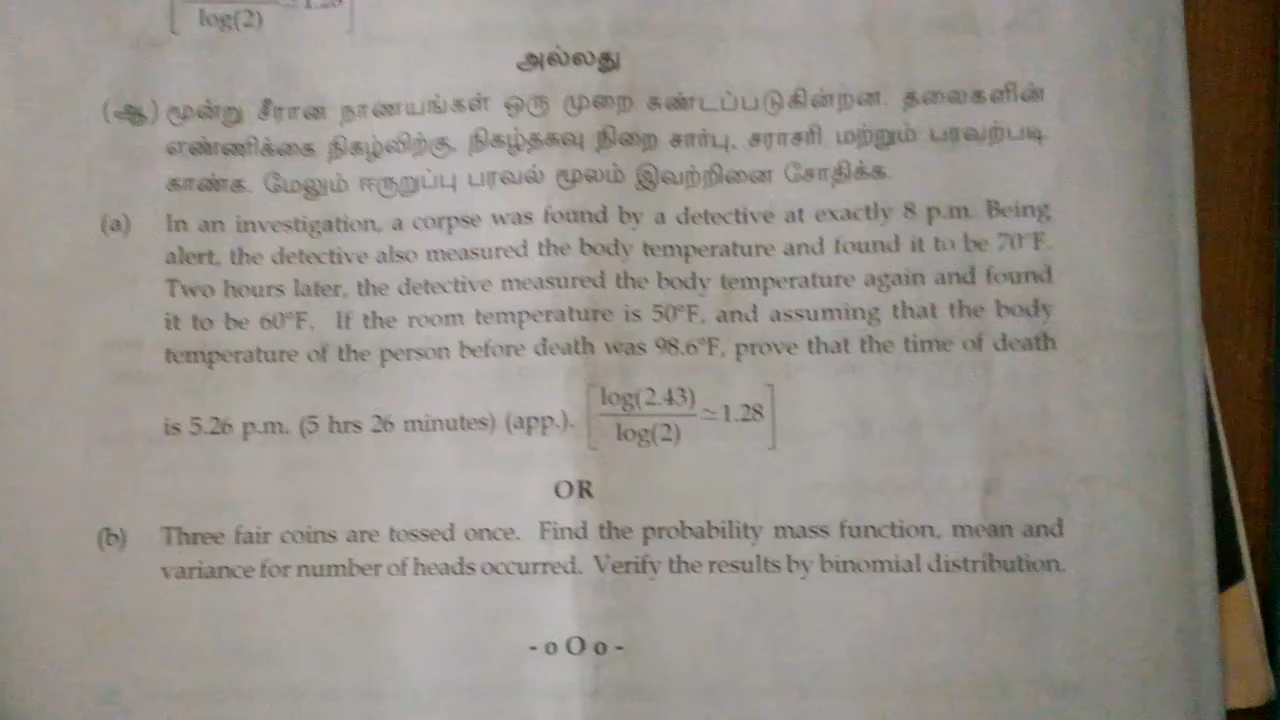 log(2)
அல்லது
(ஆ) மூன்று சீரான நாணயங்கள் ஒரு முறை சுண்டப்படுகின்றன. தலைகளின்
எண்ணிக்கை நிகழ்விற்கு, நிகழ்தகவு நிறை சார்பு, சராசரி மற்றும் பரவற்படி
காண்க. மேலும் ஈருறுப்பு பரவல் மூலம் இவற்றினை சோதிக்க.
(a) In an investigation, a corpse was found by a detective at exactly 8 p.m. Being
alert, the detective also measured the body temperature and found it to be 70°F.
Two hours later, the detective measured the body temperature again and found
it to be 60°F. If the room temperature is 50°F, and assuming that the body
temperature of the person before death was 98.6°F, prove that the time of death
is 5.26 p.m. (5 hrs 26 minutes) (app.). [log(2.43)/log(2) ≃ 1.28]
OR
(b) Three fair coins are tossed once. Find the probability mass function, mean and
variance for number of heads occurred. Verify the results by binomial distribution.
- o O o -